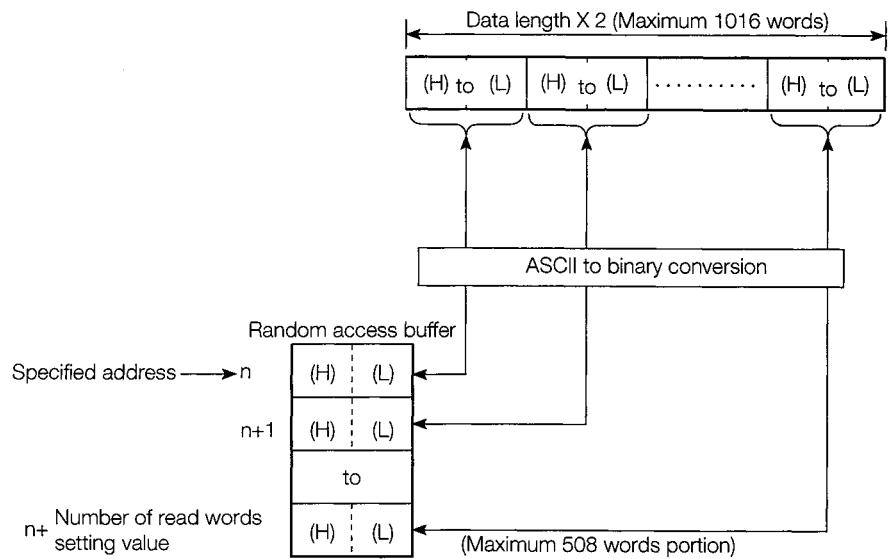 Data length X 2 (Maximum 1016 words)
(H) to (L) (H) to (L) ·········· (H) to (L)
ASCII to binary conversion
Random access buffer
Specified address n (H) (L)
n+1 (H) (L)
to
n+ Number of read words
setting value
(H) (L)
(Maximum 508 words portion)